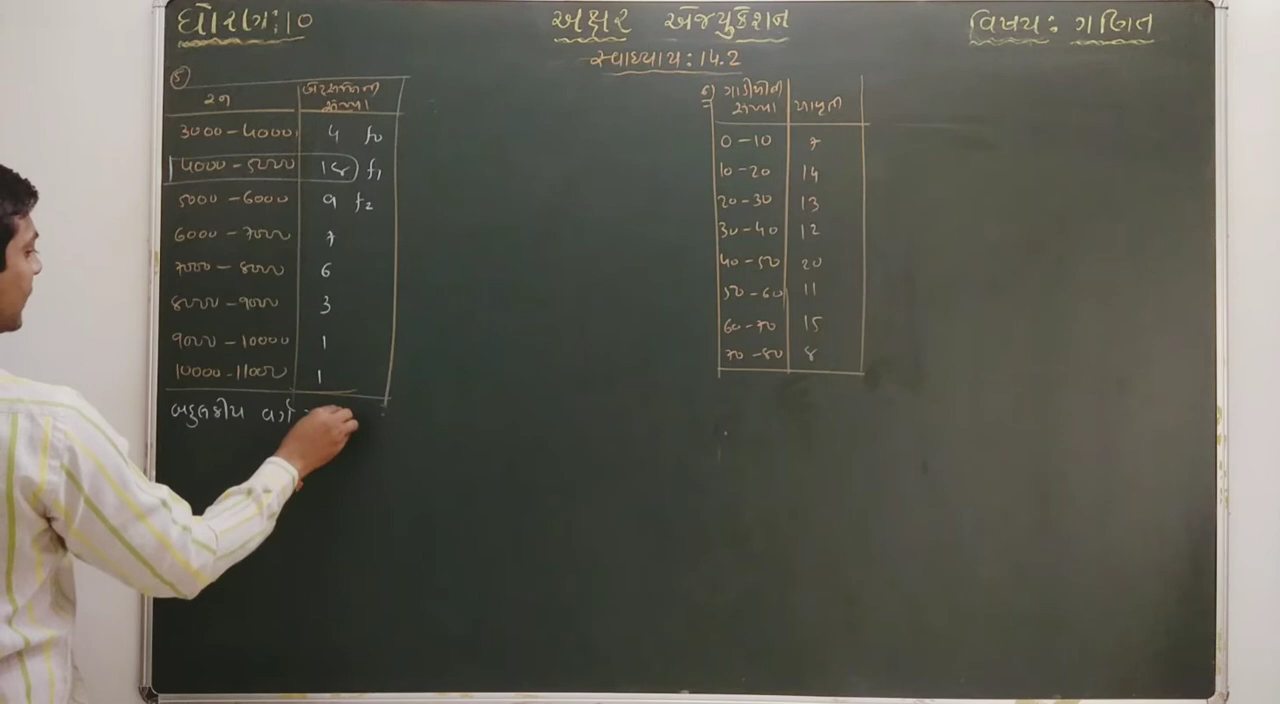 ધોરણ:10
અક્ષર એજ્યુકેશન
વિષય: ગણિત
સ્વાધ્યાય: 14.2
5
રન બેટ્સમેનની સંખ્યા
3000-4000 4 f0
4000-5000 18 f1
5000-6000 9 f2
6000-7000 7
7000-8000 6
8000-9000 3
9000-10000 1
10000-11000 1
બહુલકીય વર્ગ
6 ગાડીઓની સંખ્યા આવૃતી
0-10 7
10-20 14
20-30 13
30-40 12
40-50 20
50-60 11
60-70 15
70-80 8